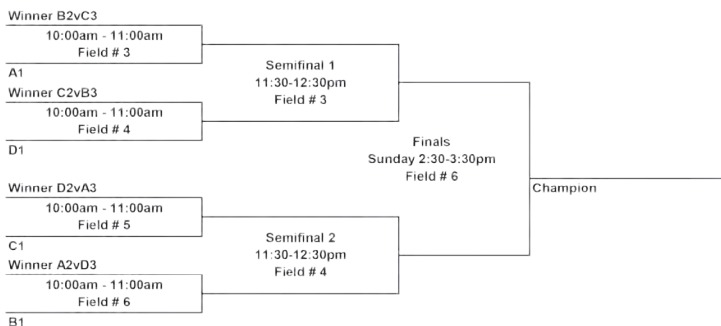 Winner B2vC3
10:00am - 11:00am
Field # 3
A1
Winner C2vB3
10:00am - 11:00am
Field # 4
D1
Semifinal 1
11:30-12:30pm
Field # 3
Winner D2vA3
10:00am - 11:00am
Field # 5
C1
Winner A2vD3
10:00am - 11:00am
Field # 6
B1
Semifinal 2
11:30-12:30pm
Field # 4
Finals
Sunday 2:30-3:30pm
Field # 6
Champion